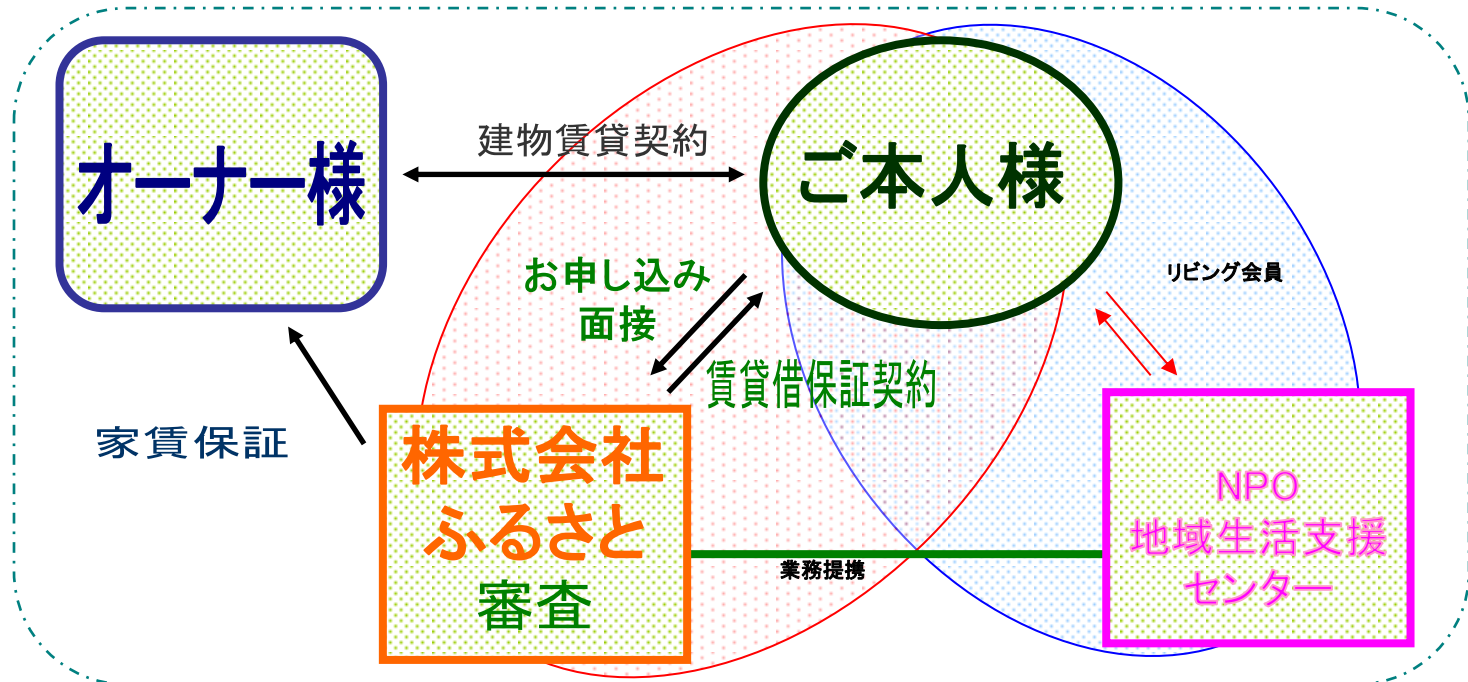 オーナー様
建物賃貸契約
ご本人様
お申し込み
面接
リビング会員
賃貸借保証契約
家賃保証
株式会社
ふるさと
審査
業務提携
NPO
地域生活支援
センター